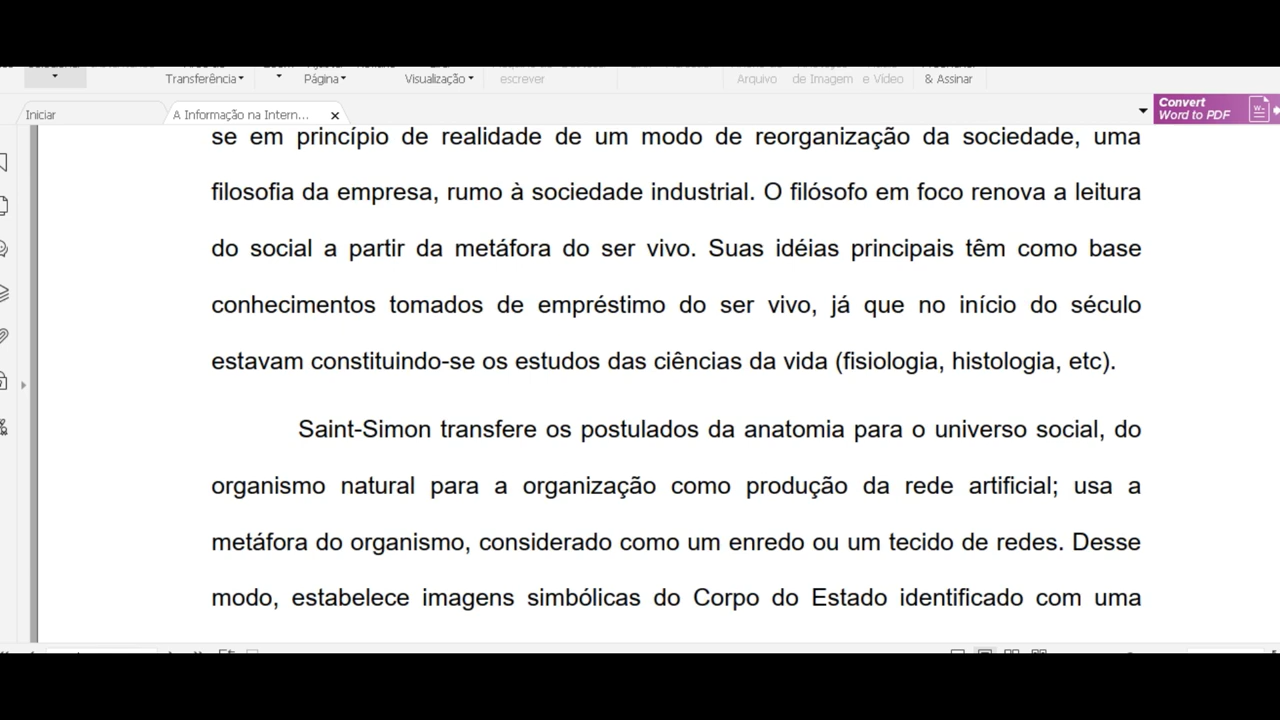 Transferência
Página
Visualização
escrever
Arquivo
de Imagem
e Vídeo
& Assinar
Iniciar
A Informação na Intern...
Convert
Word to PDF
se em princípio de realidade de um modo de reorganização da sociedade, uma
filosofia da empresa, rumo à sociedade industrial. O filósofo em foco renova a leitura
do social a partir da metáfora do ser vivo. Suas idéias principais têm como base
conhecimentos tomados de empréstimo do ser vivo, já que no início do século
estavam constituindo-se os estudos das ciências da vida (fisiologia, histologia, etc).
Saint-Simon transfere os postulados da anatomia para o universo social, do
organismo natural para a organização como produção da rede artificial; usa a
metáfora do organismo, considerado como um enredo ou um tecido de redes. Desse
modo, estabelece imagens simbólicas do Corpo do Estado identificado com uma